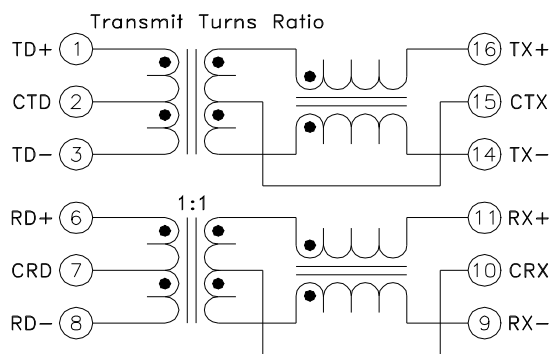 Transmit Turns Ratio
TD+ 1 16 TX+
CTD 2 15 CTX
TD- 3 14 TX-
1:1
RD+ 6 11 RX+
CRD 7 10 CRX
RD- 8 9 RX-